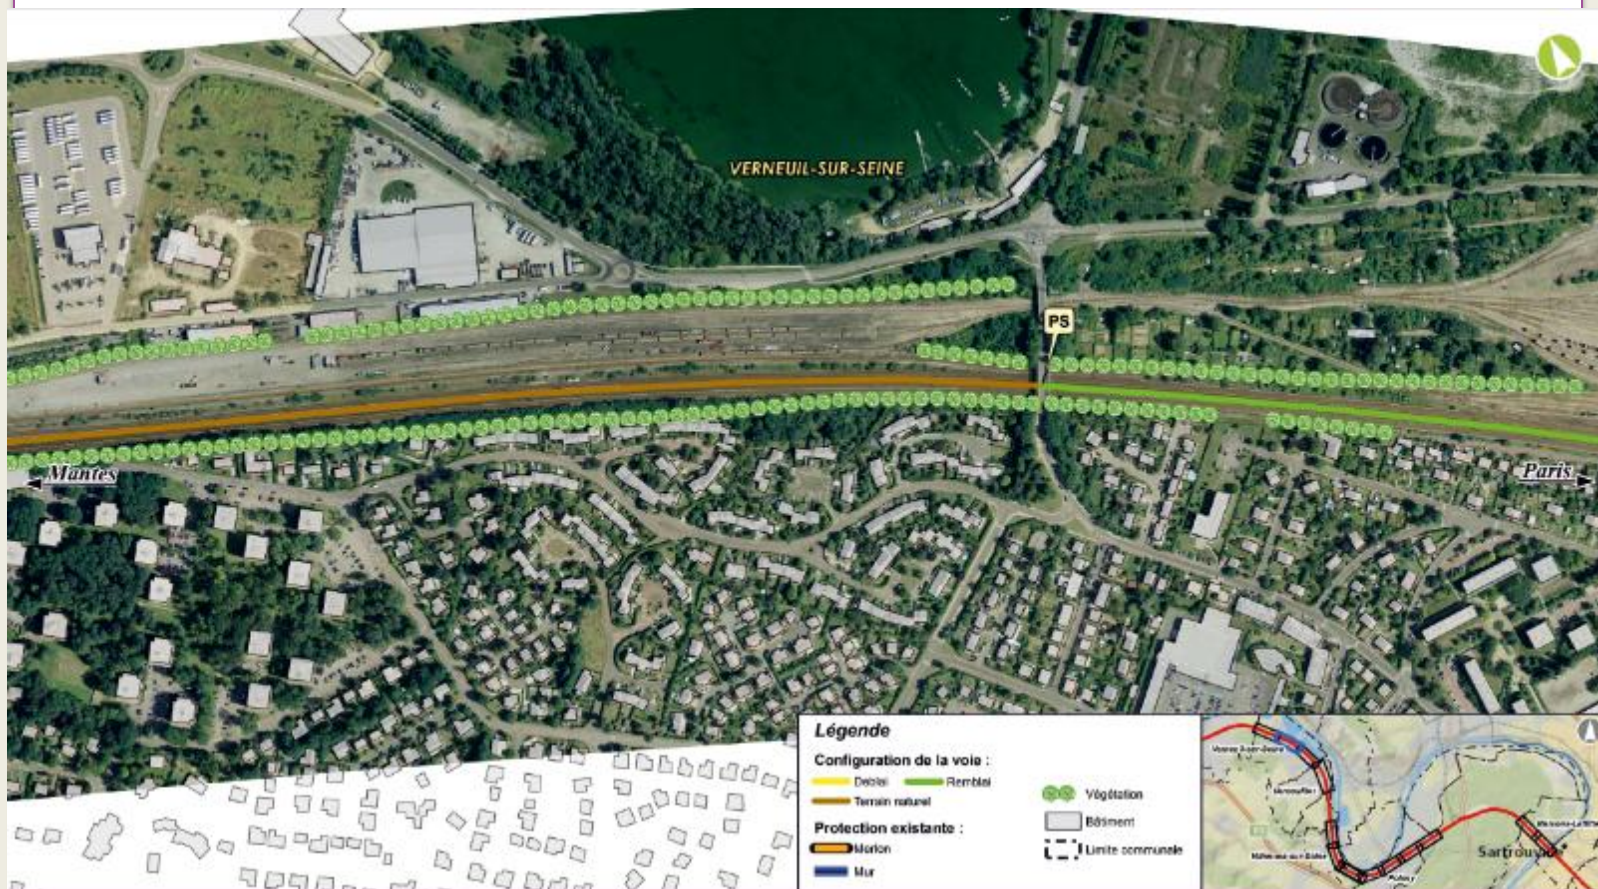 VERNEUIL-SUR-SEINE
PS
Mantes
Paris
Légende
Configuration de la voie :
Déblai
Remblai
Terrain naturel
Protection existante :
Merlon
Mur
Végétation
Bâtiment
Limite communale